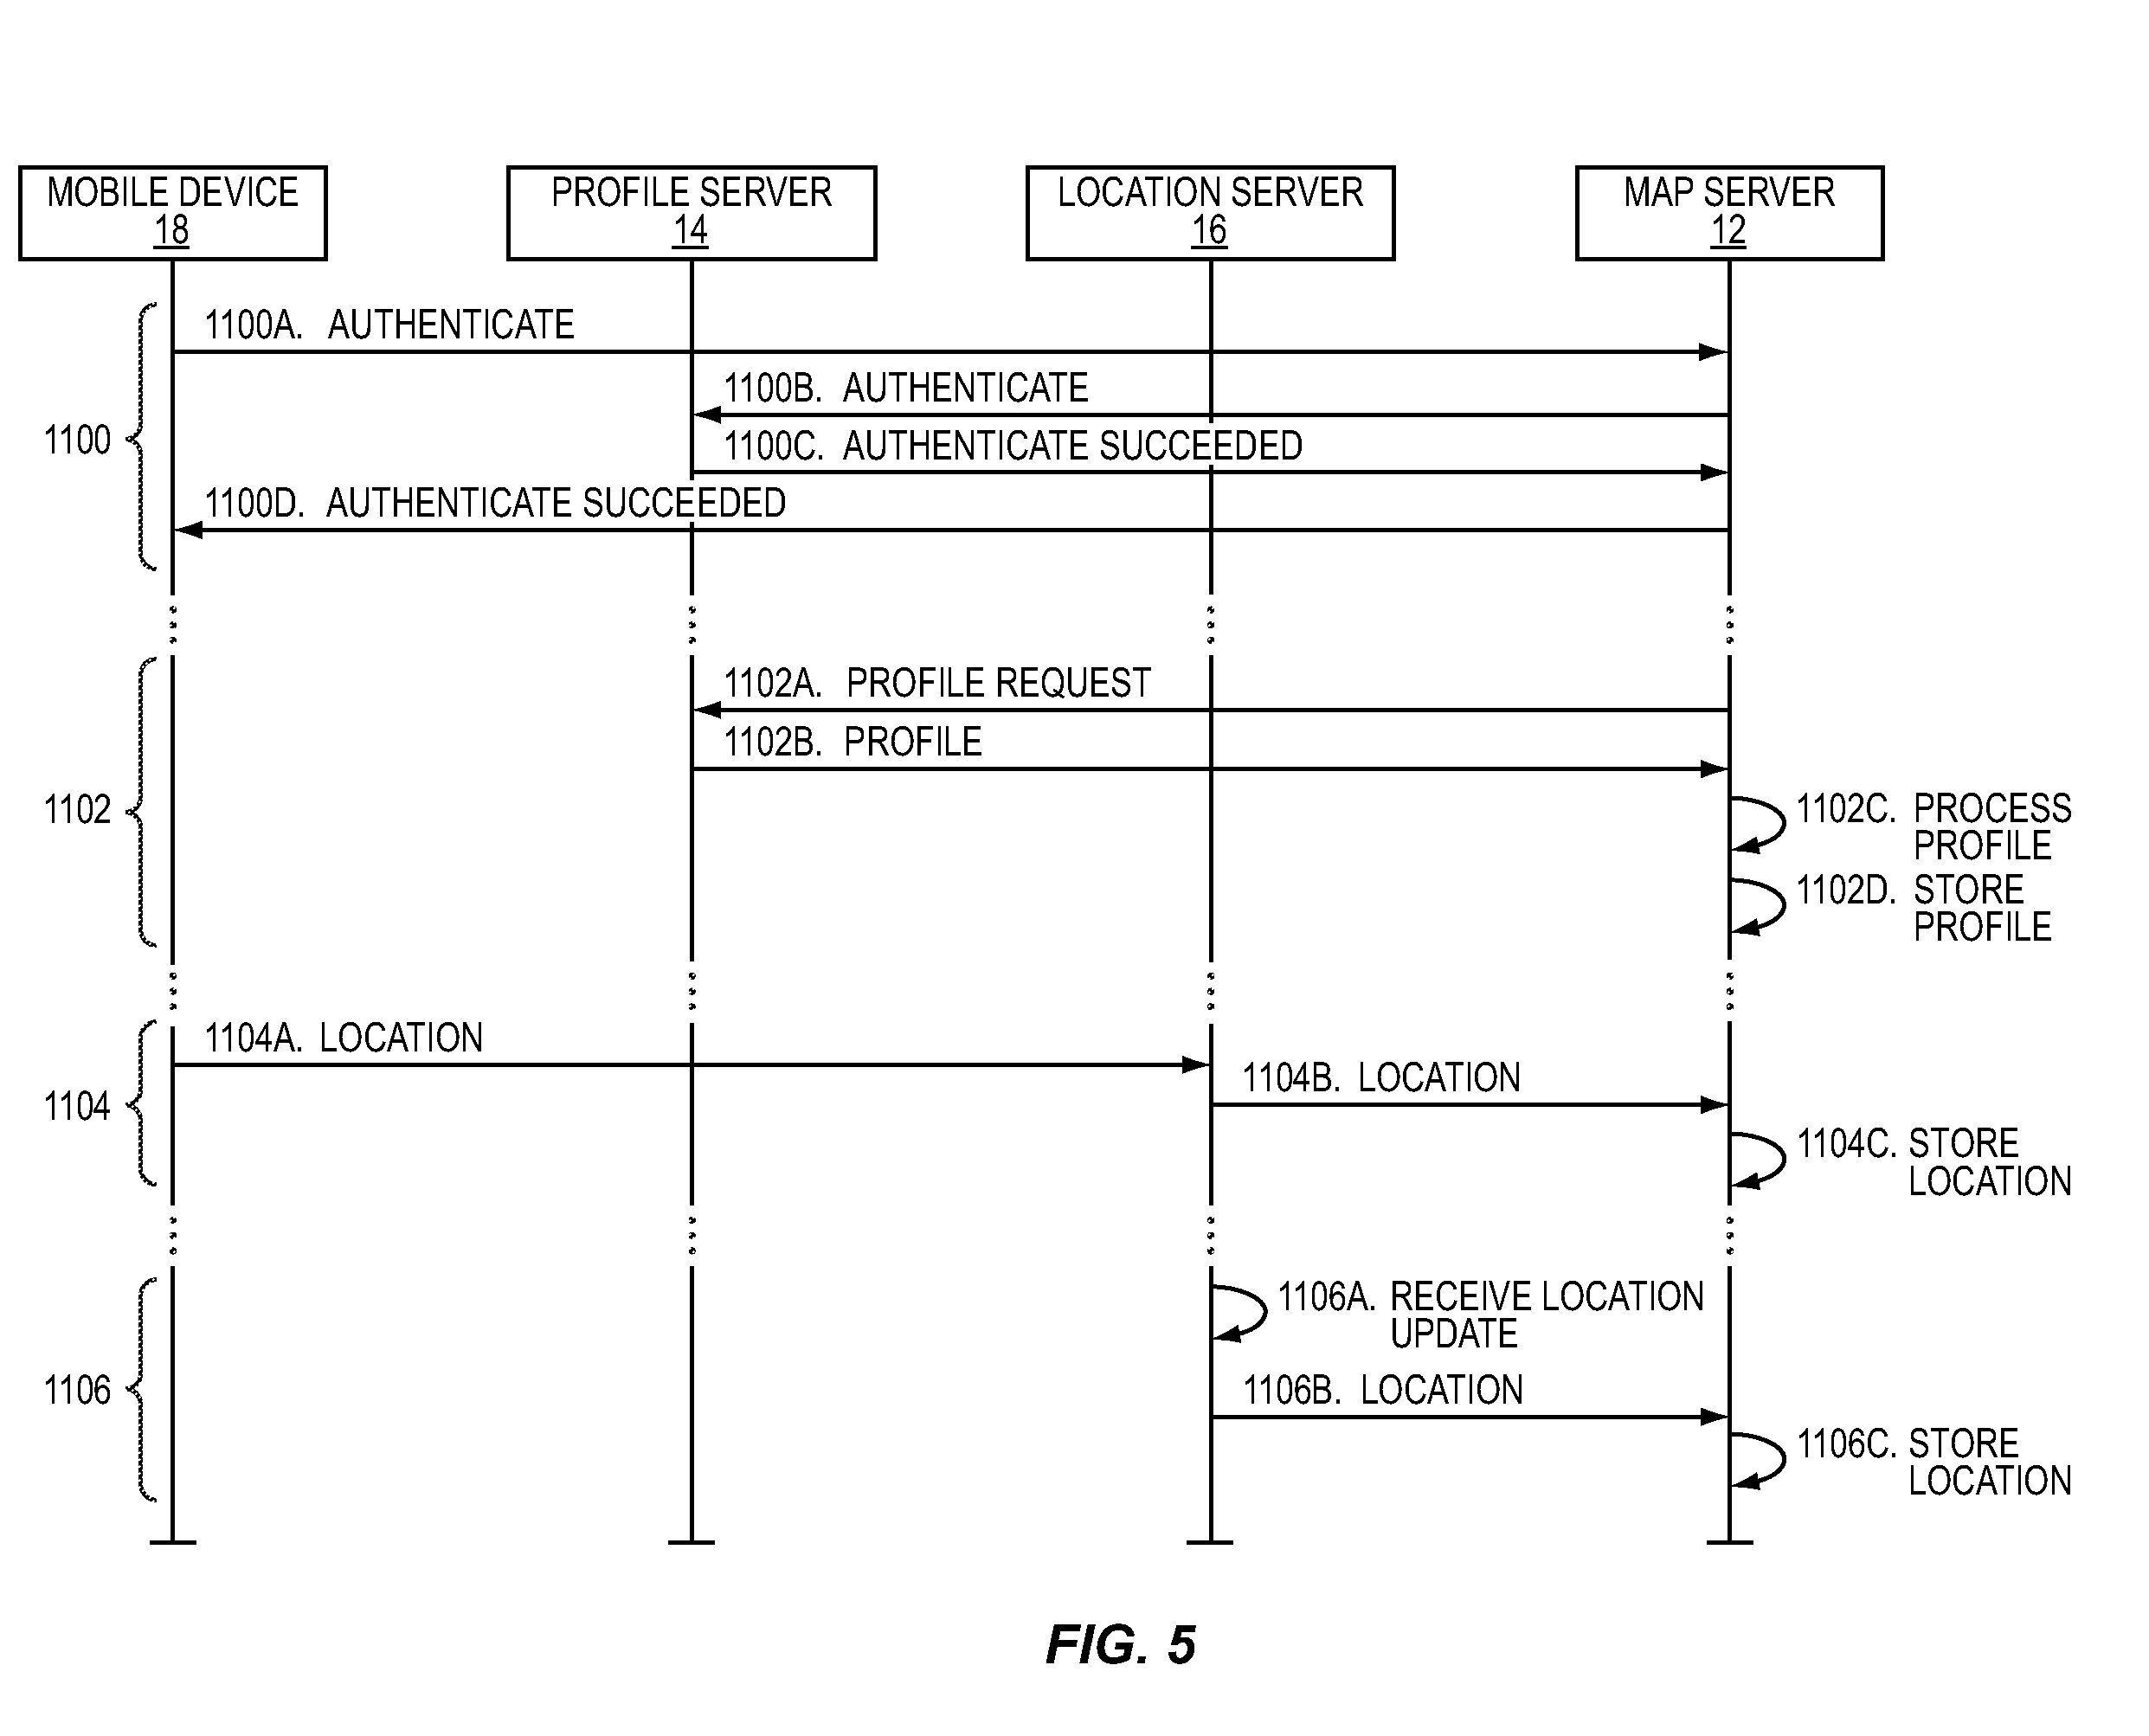 MOBILE DEVICE
18
PROFILE SERVER
14
LOCATION SERVER
16
MAP SERVER
12
1100A. AUTHENTICATE
1100B. AUTHENTICATE
1100
1100C. AUTHENTICATE SUCCEEDED
1100D. AUTHENTICATE SUCCEEDED
1102A. PROFILE REQUEST
1102B. PROFILE
1102
1102C. PROCESS
PROFILE
1102D. STORE
PROFILE
1104A. LOCATION
1104B. LOCATION
1104
1104C. STORE
LOCATION
1106A. RECEIVE LOCATION
UPDATE
1106
1106B. LOCATION
1106C. STORE
LOCATION
FIG. 5